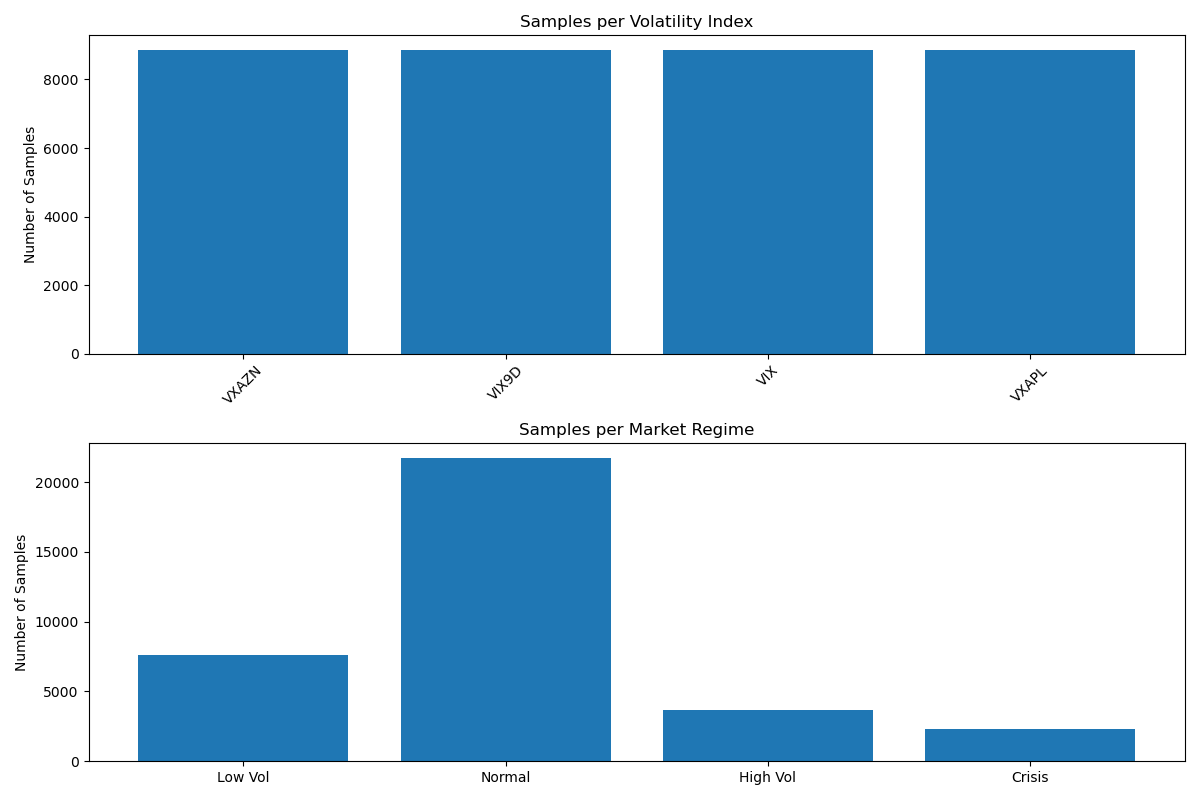 Samples per Volatility Index
Number of Samples
8000
6000
4000
2000
0
VXAZN
VIX9D
VIX
VXAPL
Samples per Market Regime
Number of Samples
20000
15000
10000
5000
0
Low Vol
Normal
High Vol
Crisis